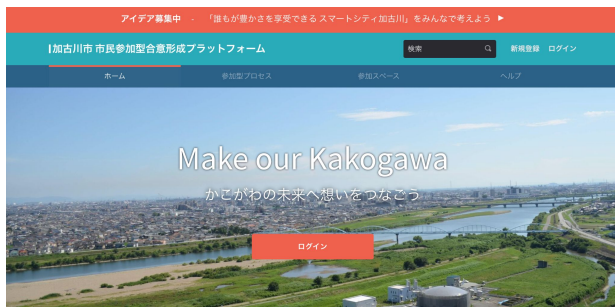 アイデア募集中 - 「誰もが豊かさを享受できる スマートシティ加古川」をみんなで考えよう ▶
加古川市 市民参加型合意形成プラットフォーム 検索 新規登録 ログイン
ホーム 参加型プロセス 参加スペース ヘルプ
Make our Kakogawa
かこがわの未来へ想いをつなごう
ログイン